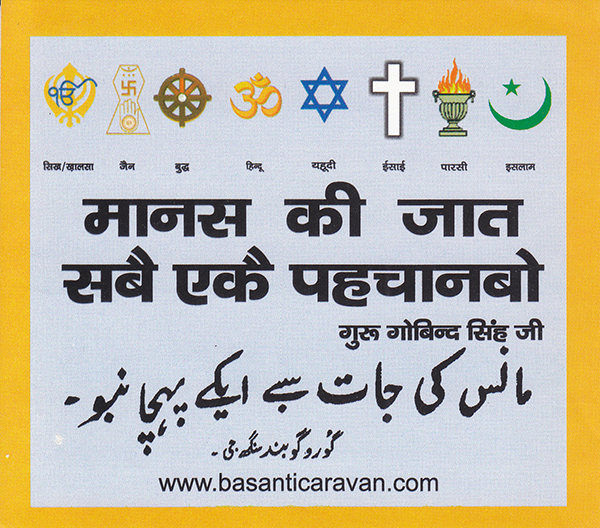 सिख/ख़ालसा जैन बुद्ध हिन्दू यहूदी ईसाई पारसी इसलाम
मानस की जात
सबै एकै पहचानबो
गुरू गोबिन्द सिंह जी
مانس کی جات سبے ایکے پہچانبو۔
گورو گوبند سنگھ جی۔
www.basanticaravan.com